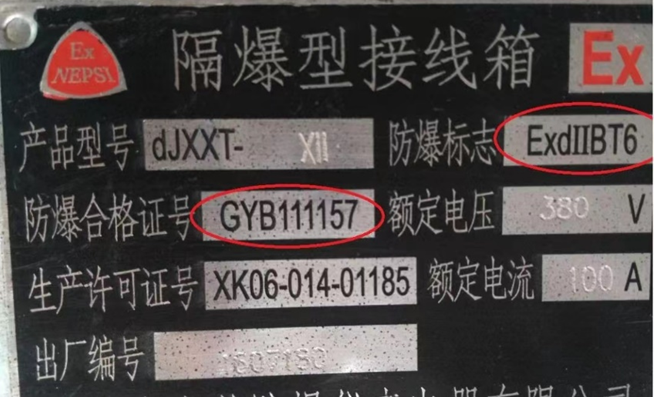 Ex
NEPSI
隔爆型接线箱 Ex
产品型号 dJXXT- XII 防爆标志 ExdIIBT6
防爆合格证号 GYB111157 额定电压 380 V
生产许可证号 XK06-014-01185 额定电流 100 A
出厂编号 1607180